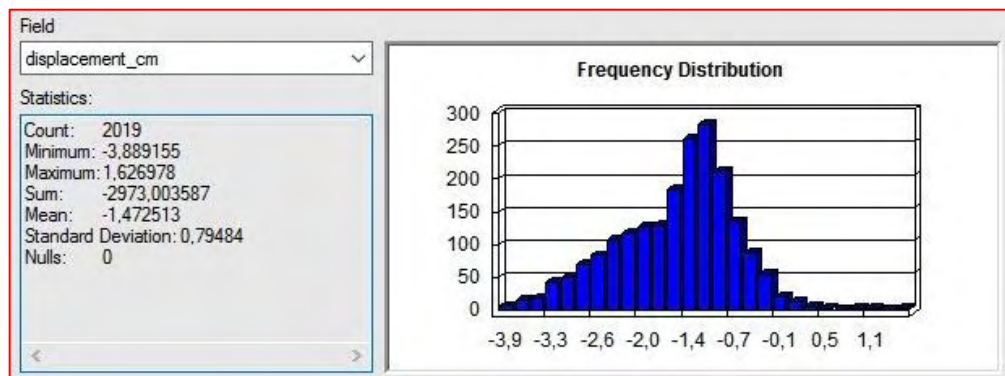 Field
displacement_cm
Statistics:
Count: 2019
Minimum: -3,889155
Maximum: 1,626978
Sum: -2973,003587
Mean: -1,472513
Standard Deviation: 0,79484
Nulls: 0
Frequency Distribution
300
250
200
150
100
50
0
-3,9 -3,3 -2,6 -2,0 -1,4 -0,7 -0,1 0,5 1,1